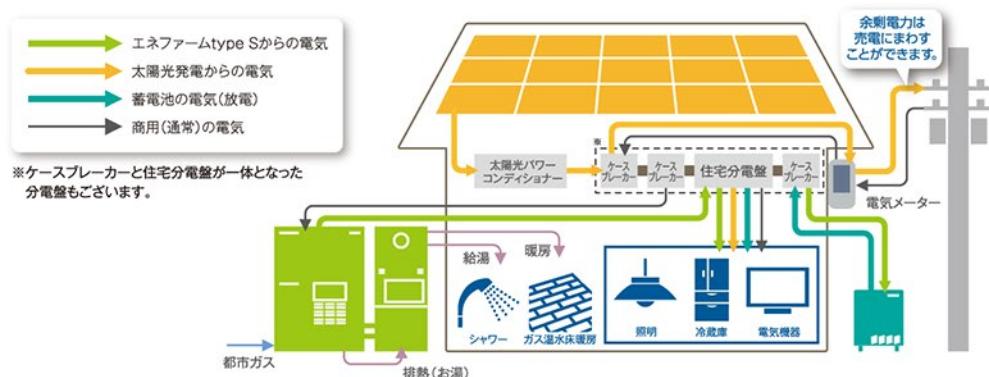 エネファームtype Sからの電気
太陽光発電からの電気
蓄電池の電気(放電)
商用(通常)の電気
※ケースブレーカーと住宅分電盤が一体となった
分電盤もございます。
余剰電力は
売電にまわす
ことができます。
※
太陽光パワー
コンディショナー
ケース
ブレーカー
ケース
ブレーカー
住宅分電盤
ケース
ブレーカー
電気メーター
給湯
暖房
シャワー
ガス温水床暖房
照明
冷蔵庫
電気機器
都市ガス
排熱(お湯)